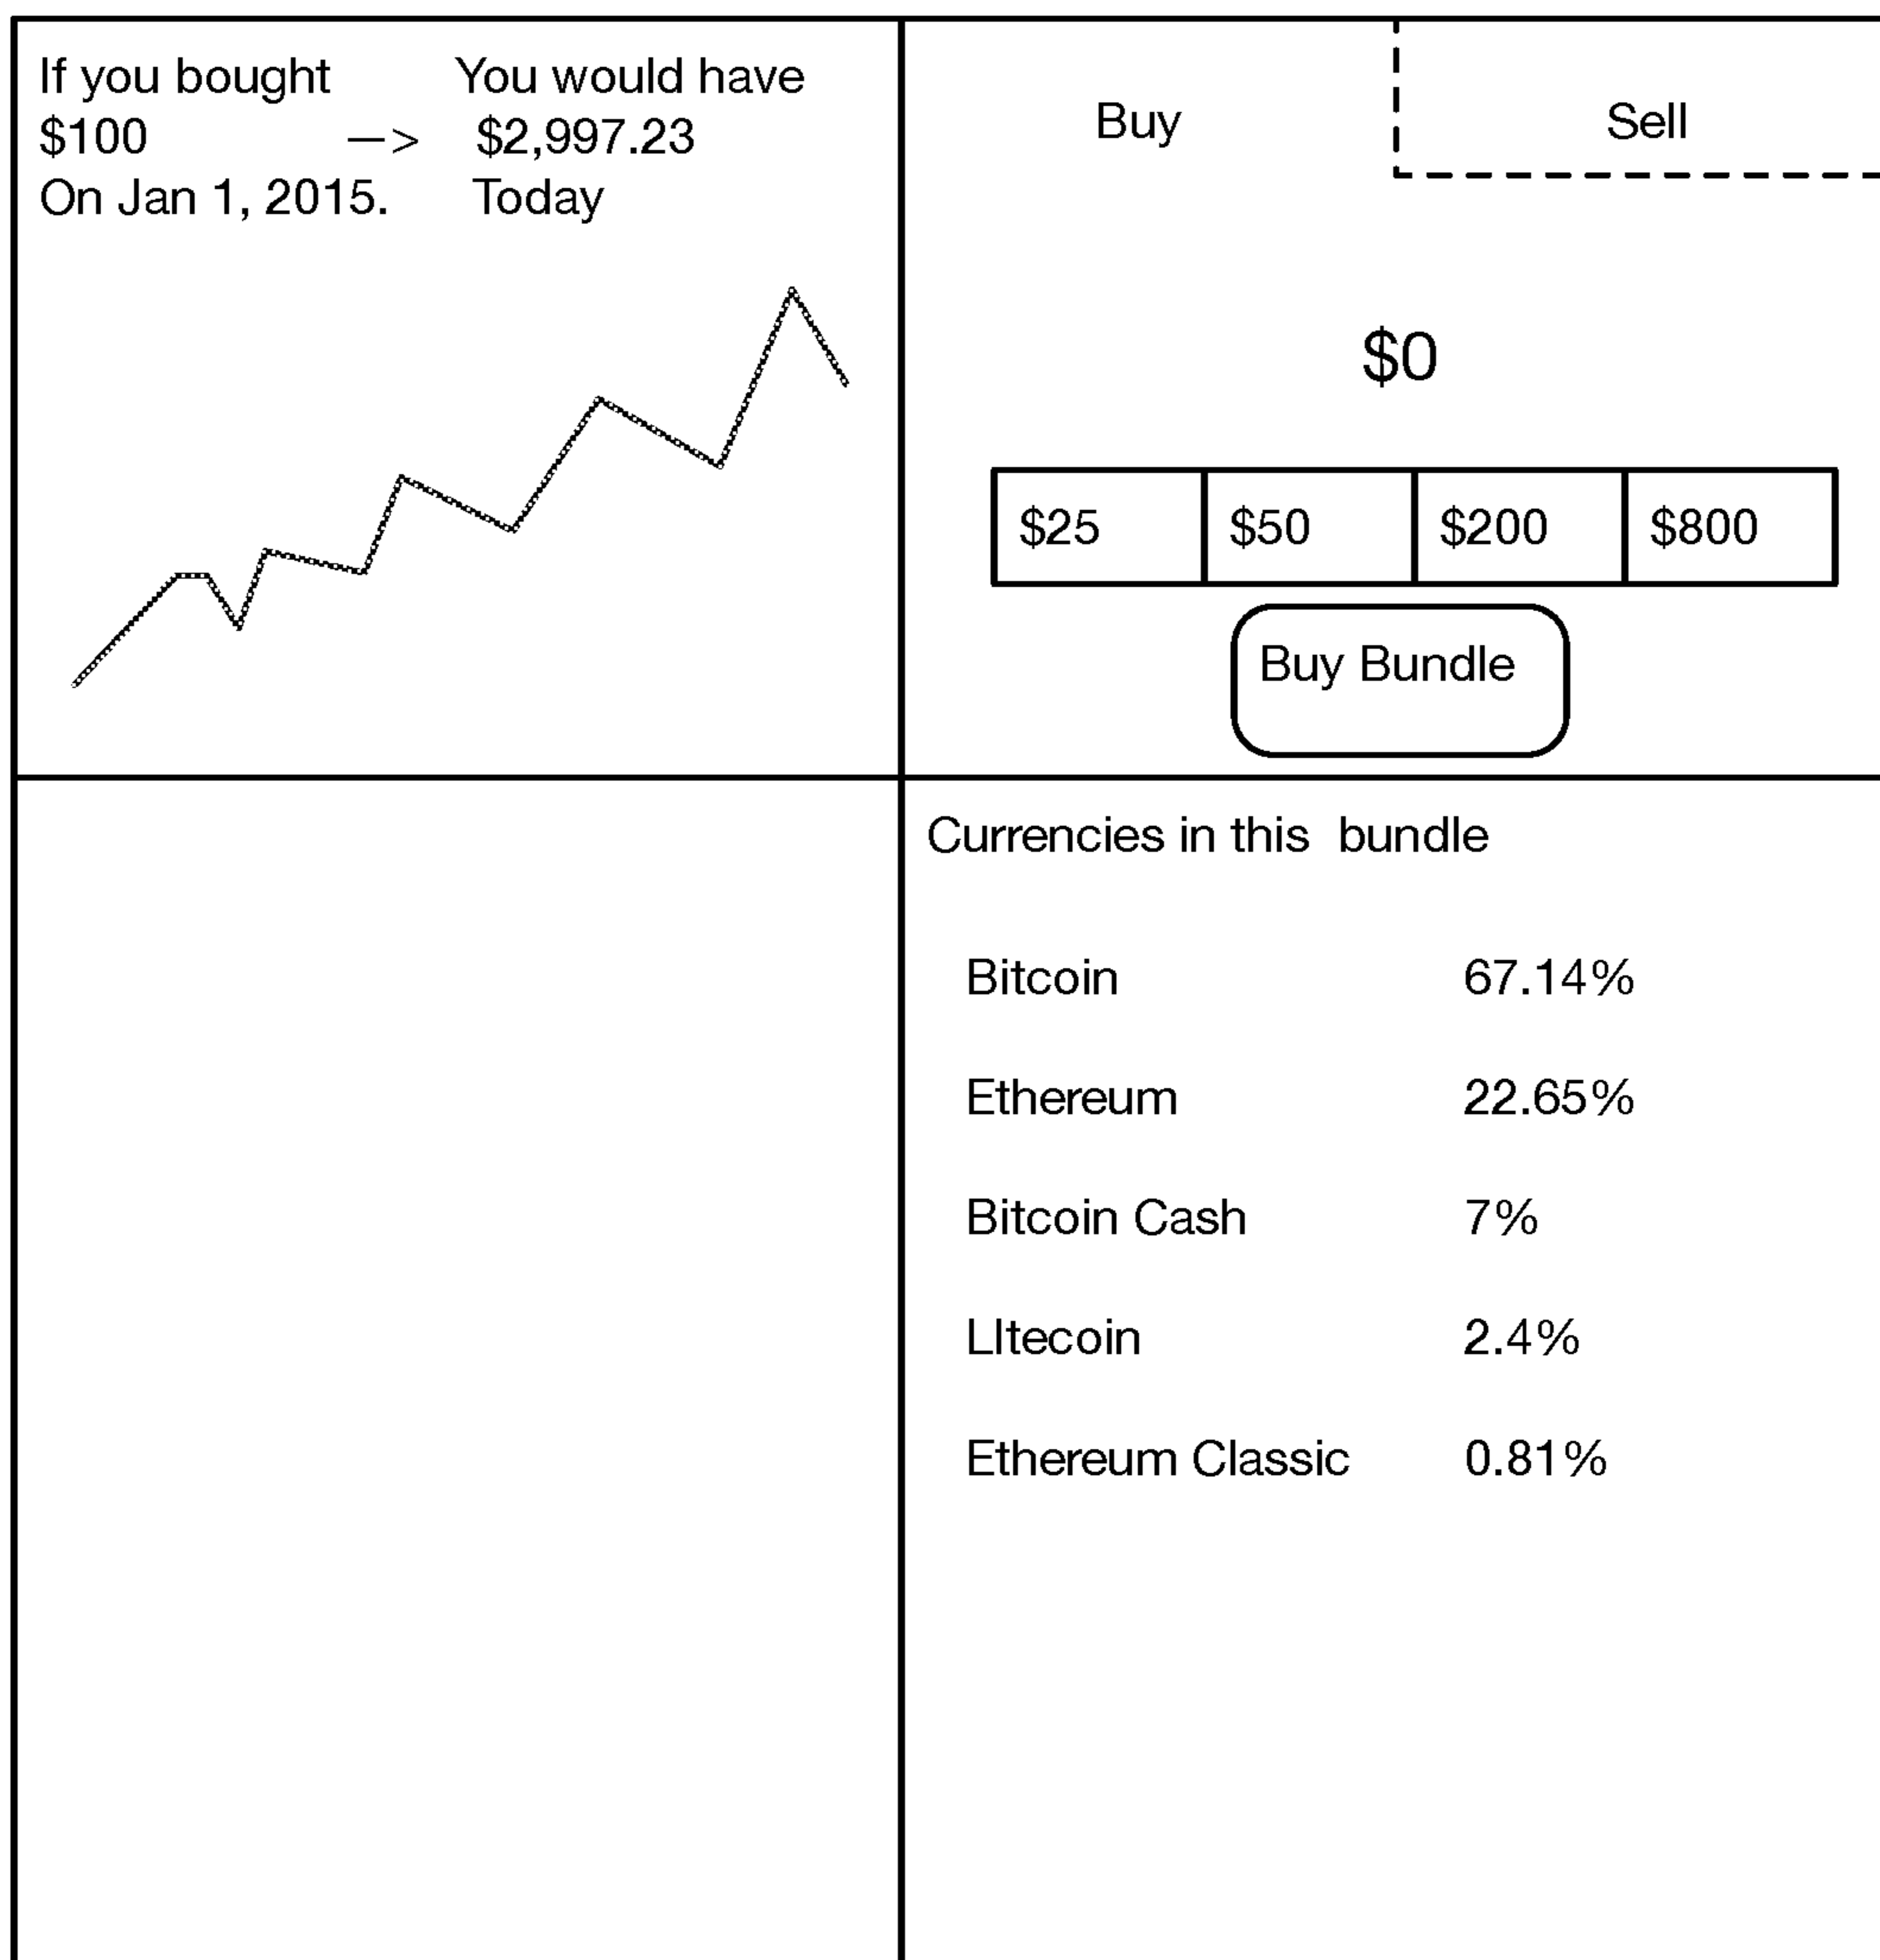 If you bought You would have
$100 —> $2,997.23
On Jan 1, 2015. Today
Buy Sell
$0
$25 $50 $200 $800
Buy Bundle
Currencies in this  bundle
Bitcoin 67.14%
Ethereum 22.65%
Bitcoin Cash 7%
LItecoin 2.4%
Ethereum Classic 0.81%